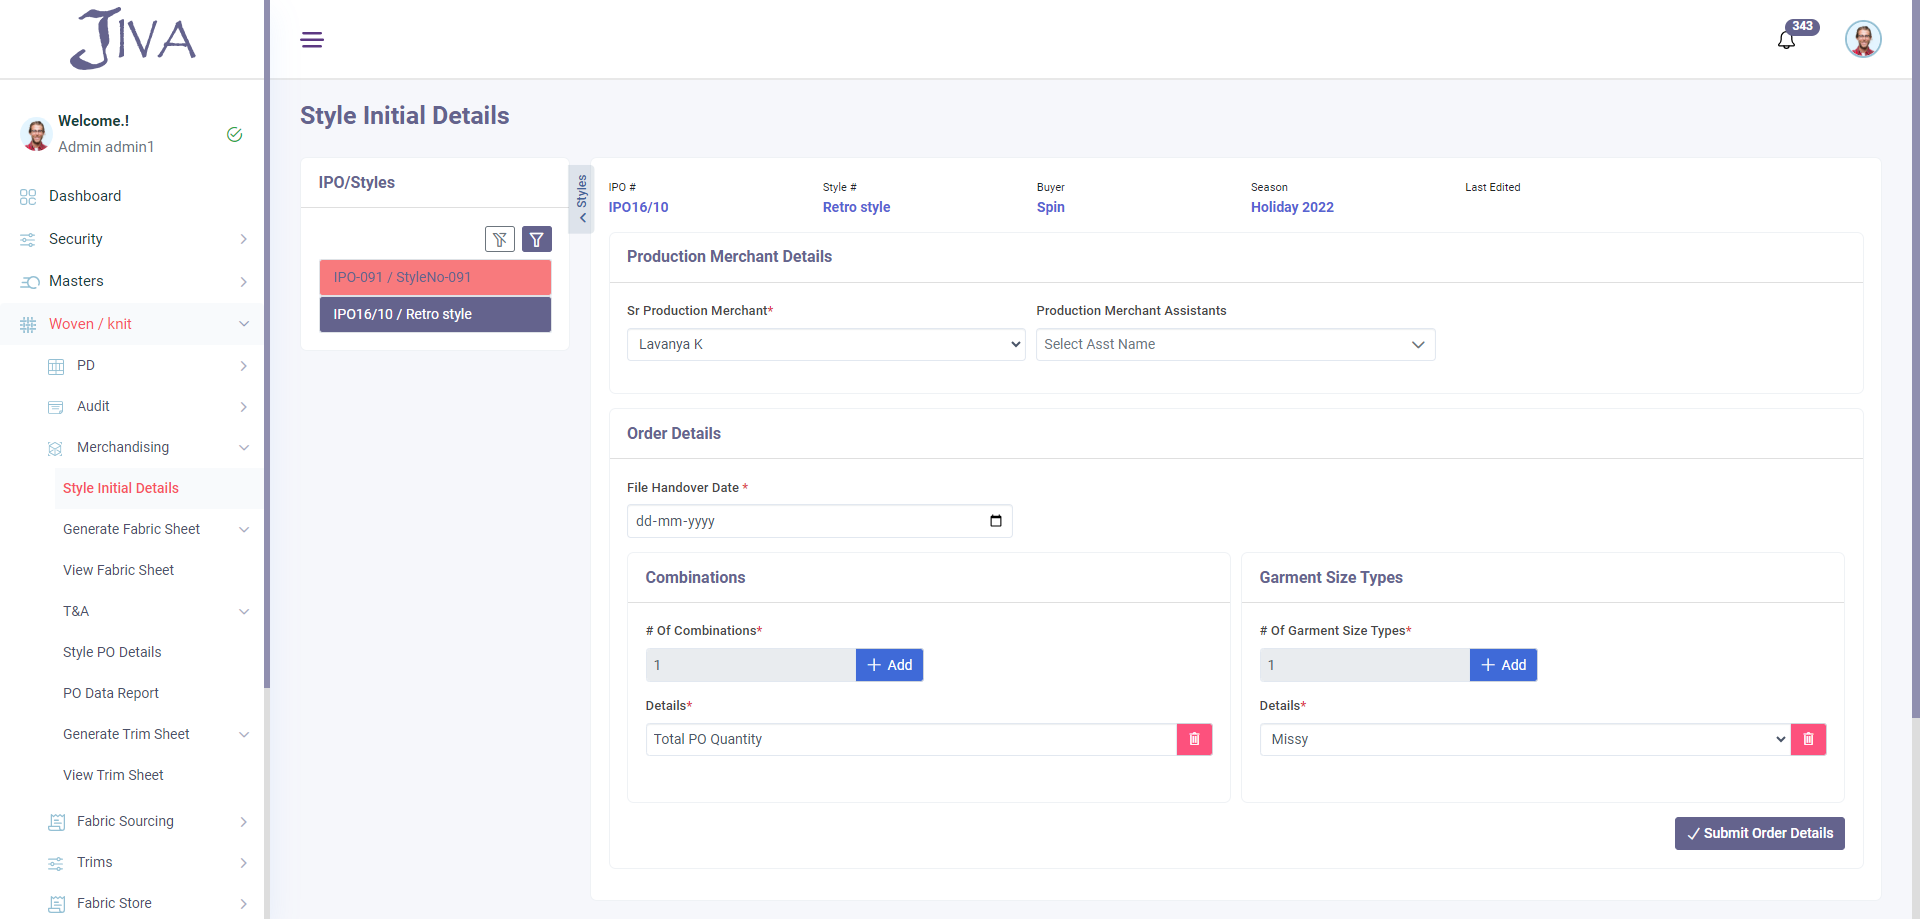 JIVA
343
Welcome.!
Admin admin1
Dashboard
Security
Masters
Woven / knit
PD
Audit
Merchandising
Style Initial Details
Generate Fabric Sheet
View Fabric Sheet
T&A
Style PO Details
PO Data Report
Generate Trim Sheet
View Trim Sheet
Fabric Sourcing
Trims
Fabric Store
Style Initial Details
IPO/Styles
IPO-091 / StyleNo-091
IPO16/10 / Retro style
Styles
IPO #
IPO16/10
Style #
Retro style
Buyer
Spin
Season
Holiday 2022
Last Edited
Production Merchant Details
Sr Production Merchant*
Lavanya K
Production Merchant Assistants
Select Asst Name
Order Details
File Handover Date *
dd-mm-yyyy
Combinations
# Of Combinations*
1
Add
Details*
Total PO Quantity
Garment Size Types
# Of Garment Size Types*
1
Add
Details*
Missy
Submit Order Details